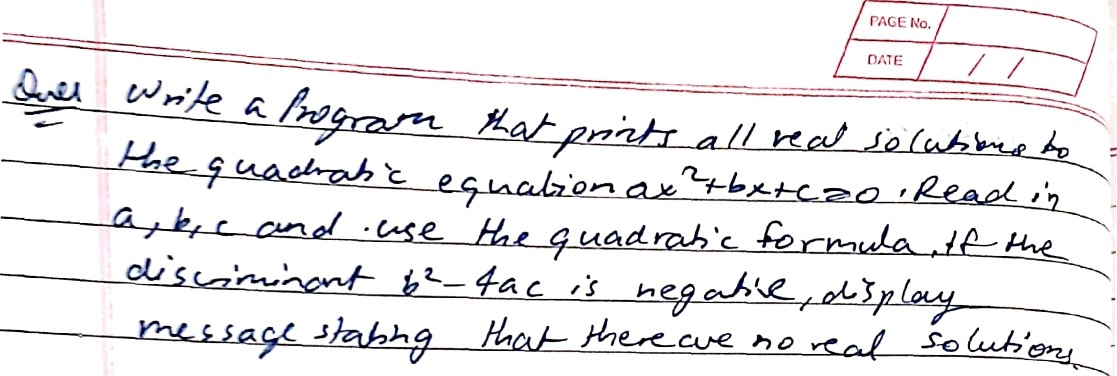 PAGE No.
DATE / /
Ques Write a Program that prints all real solutions to
the quadratic equation ax²+bx+c=0. Read in
a, b, c and use the quadratic formula. If the
discriminant b²-4ac is negative, display
message stating that there are no real solutions.